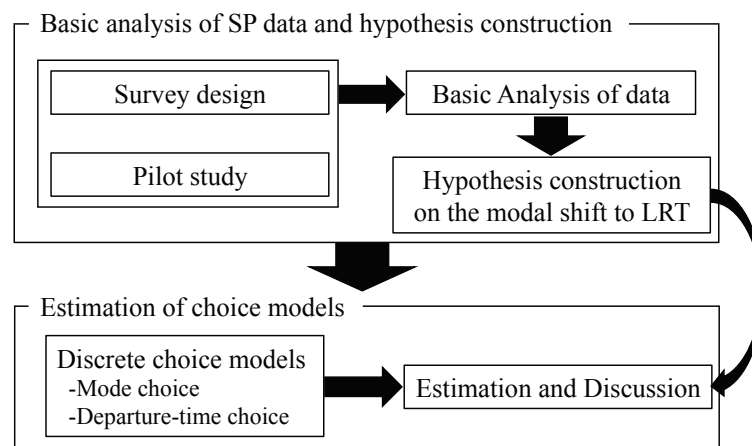 Basic analysis of SP data and hypothesis construction
Survey design
Pilot study
Basic Analysis of data
Hypothesis construction
on the modal shift to LRT
Estimation of choice models
Discrete choice models
-Mode choice
-Departure-time choice
Estimation and Discussion